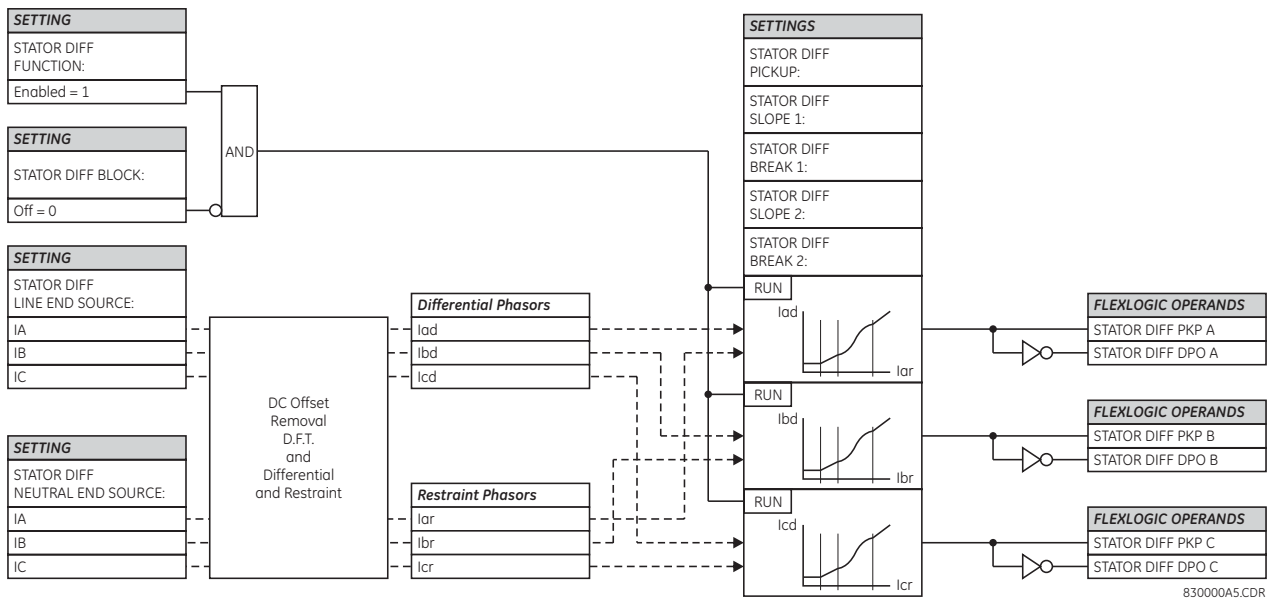 SETTING
STATOR DIFF
FUNCTION:
Enabled = 1
SETTING
STATOR DIFF BLOCK:
Off = 0
AND
SETTING
STATOR DIFF
LINE END SOURCE:
IA
IB
IC
SETTING
STATOR DIFF
NEUTRAL END SOURCE:
IA
IB
IC
DC Offset
Removal
D.F.T.
and
Differential
and Restraint
Differential Phasors
Iad
Ibd
Icd
Restraint Phasors
Iar
Ibr
Icr
SETTINGS
STATOR DIFF
PICKUP:
STATOR DIFF
SLOPE 1:
STATOR DIFF
BREAK 1:
STATOR DIFF
SLOPE 2:
STATOR DIFF
BREAK 2:
RUN
Iad
Iar
RUN
Ibd
Ibr
RUN
Icd
Icr
FLEXLOGIC OPERANDS
STATOR DIFF PKP A
STATOR DIFF DPO A
FLEXLOGIC OPERANDS
STATOR DIFF PKP B
STATOR DIFF DPO B
FLEXLOGIC OPERANDS
STATOR DIFF PKP C
STATOR DIFF DPO C
830000A5.CDR